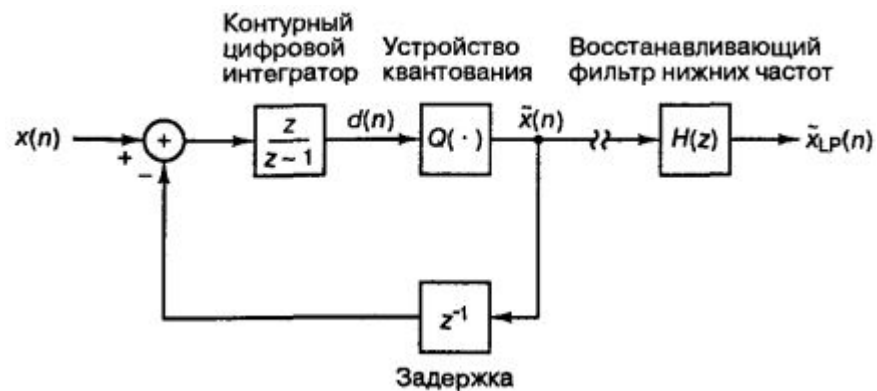 Контурный
цифровой
интегратор
Устройство
квантования
Восстанавливающий
фильтр нижних частот
x(n)
+
+
−
z
z − 1
d(n)
Q( · )
x̃(n)
H(z)
x̃LP(n)
z−1
Задержка